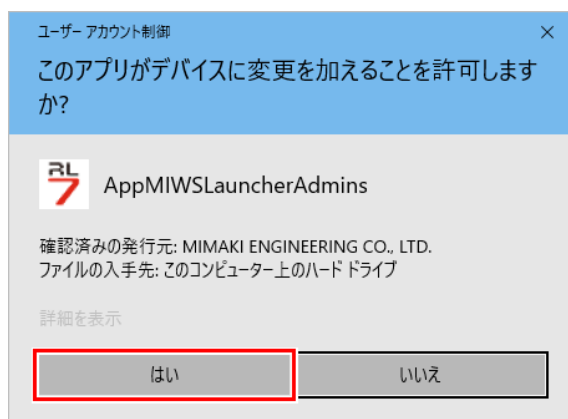 ユーザー アカウント制御
このアプリがデバイスに変更を加えることを許可します
か?
RL
7
AppMIWSLauncherAdmins
確認済みの発行元: MIMAKI ENGINEERING CO., LTD.
ファイルの入手先: このコンピューター上のハード ドライブ
詳細を表示
はい
いいえ